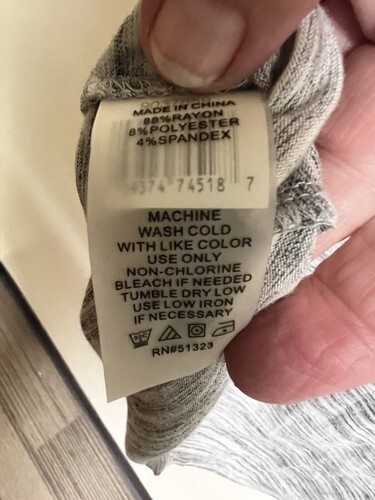 MADE IN CHINA
88%RAYON
8%POLYESTER
4%SPANDEX
74518 7
MACHINE
WASH COLD
WITH LIKE COLOR
USE ONLY
NON-CHLORINE
BLEACH IF NEEDED
TUMBLE DRY LOW
USE LOW IRON
IF NECESSARY
RN#51323